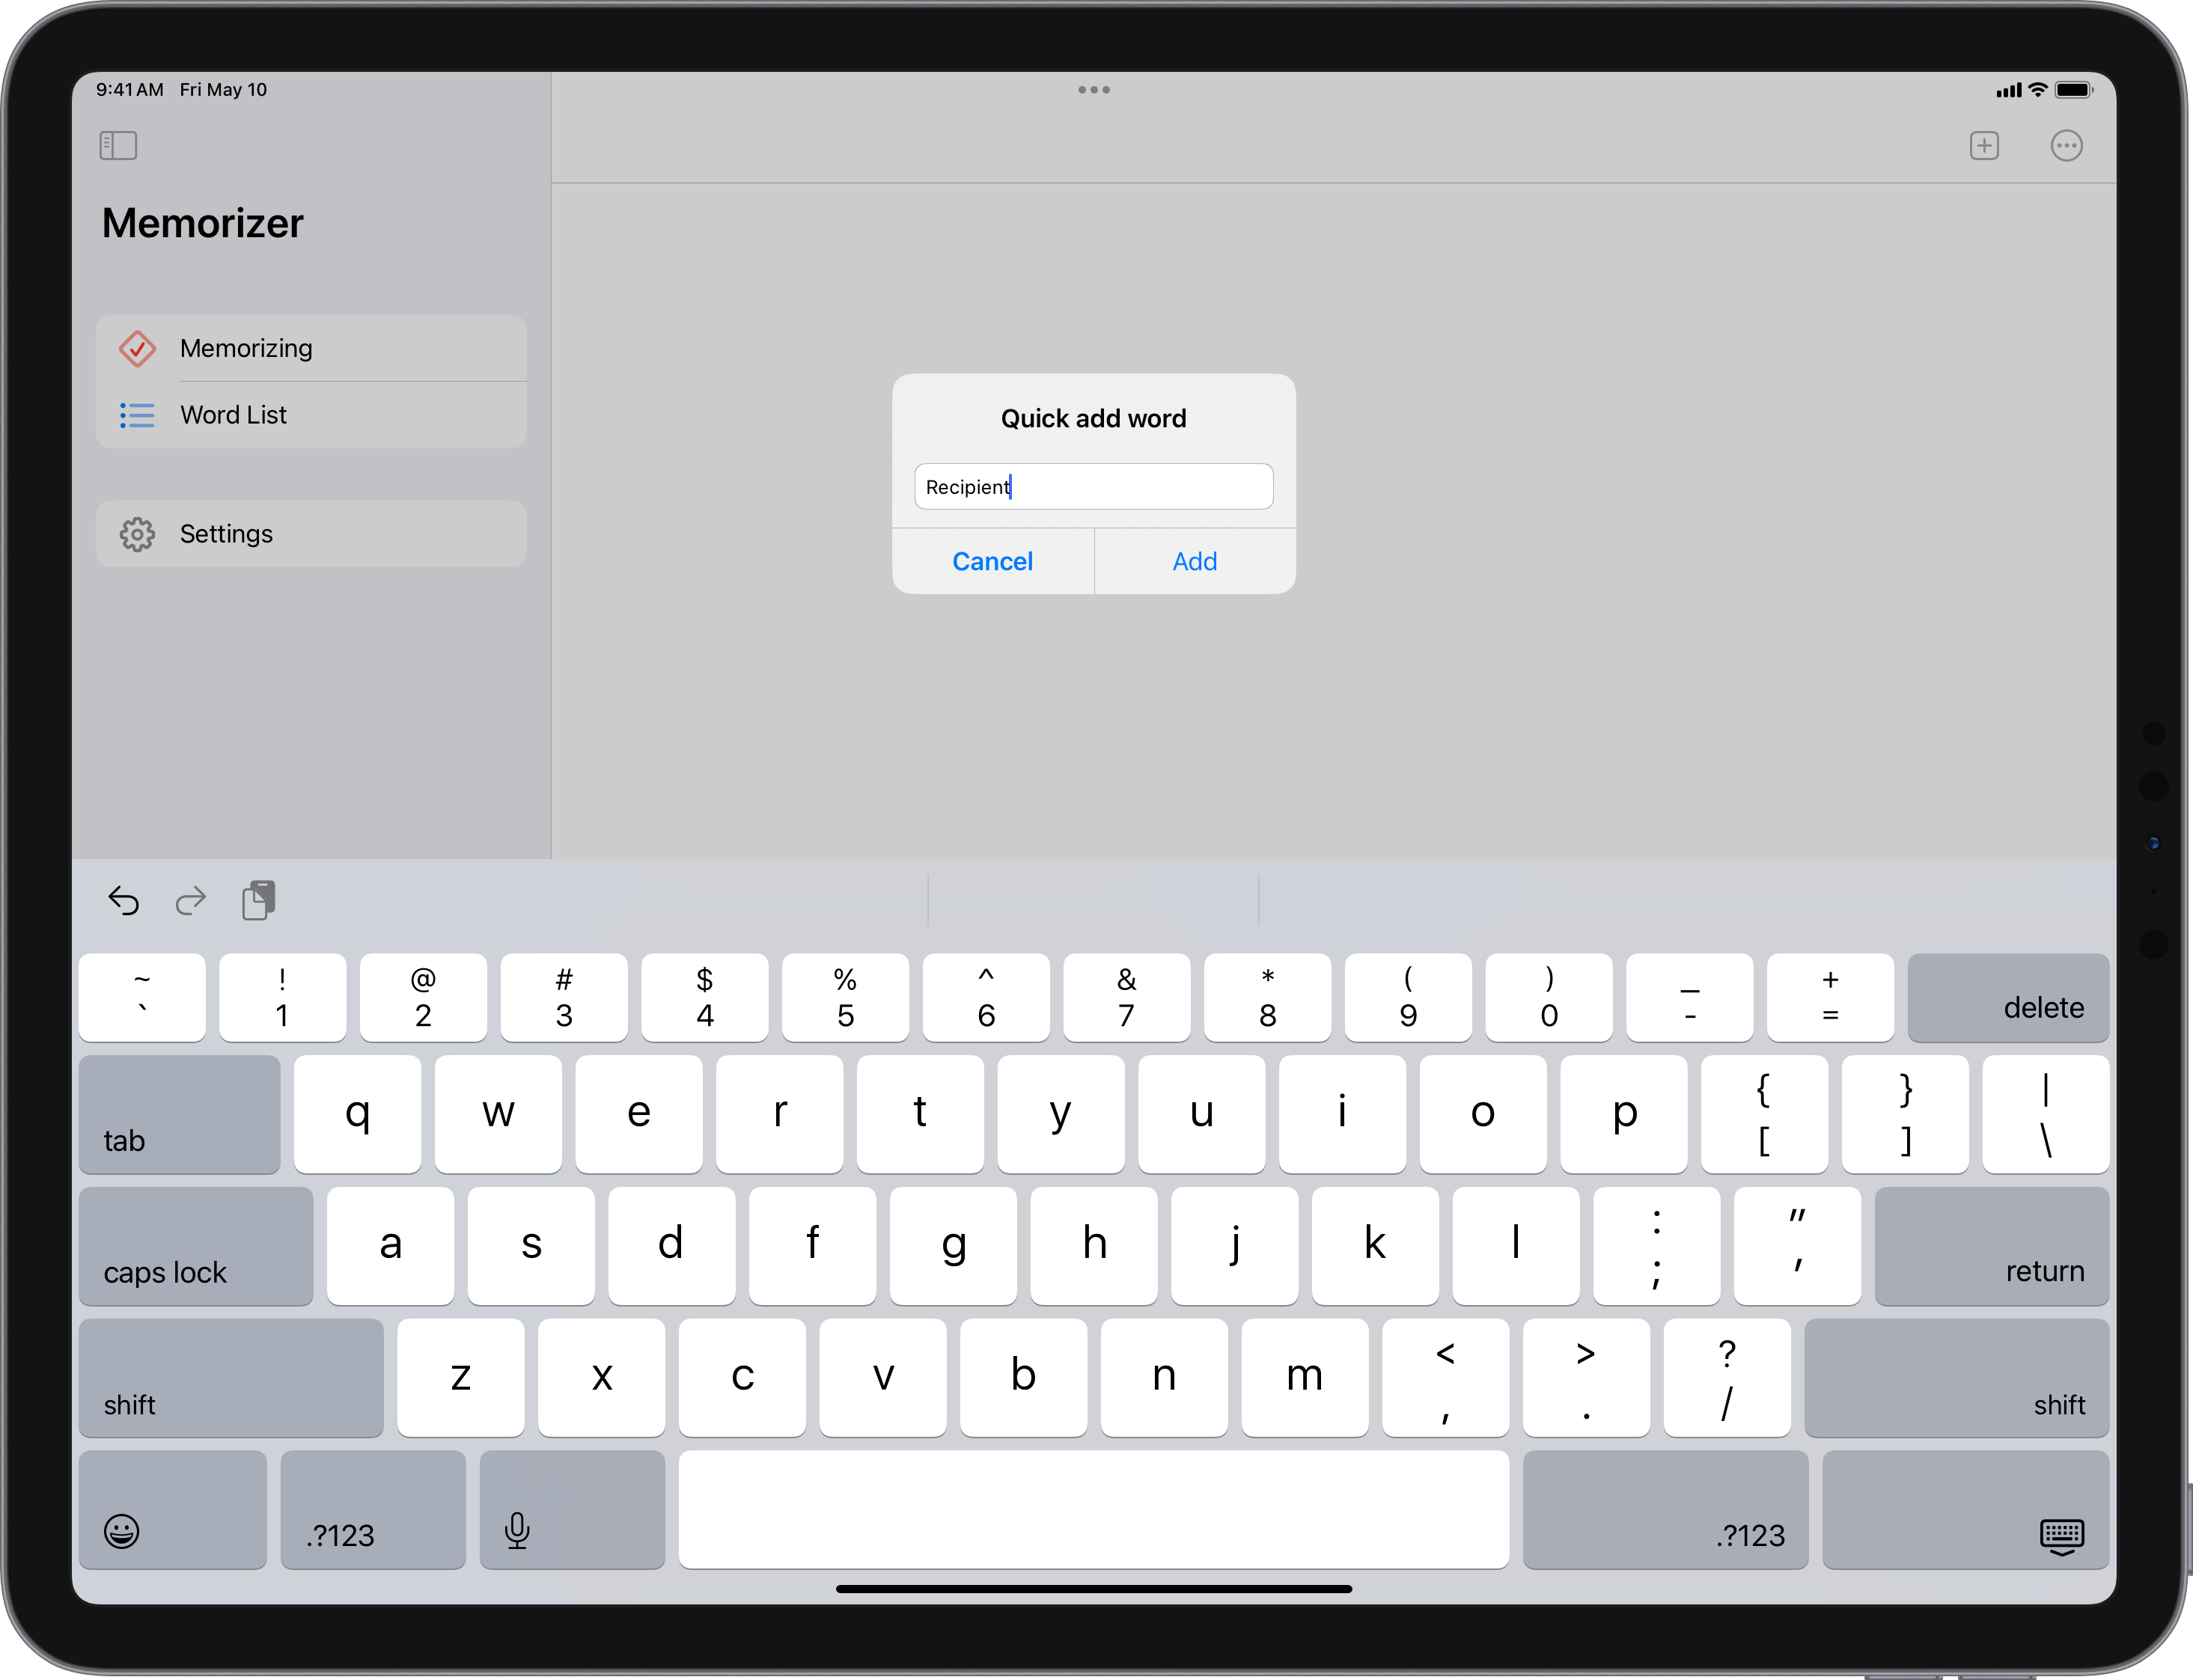 9:41 AM Fri May 10
Memorizer
Memorizing
Word List
Settings
Quick add word
Recipient
Cancel
Add
~ ! @ # $ % ^ & * ( ) _ +
` 1 2 3 4 5 6 7 8 9 0 - = delete
tab q w e r t y u i o p { } |
[ ] \
caps lock a s d f g h j k l : " return
; '
shift z x c v b n m < > ? shift
, . /
.?123 .?123